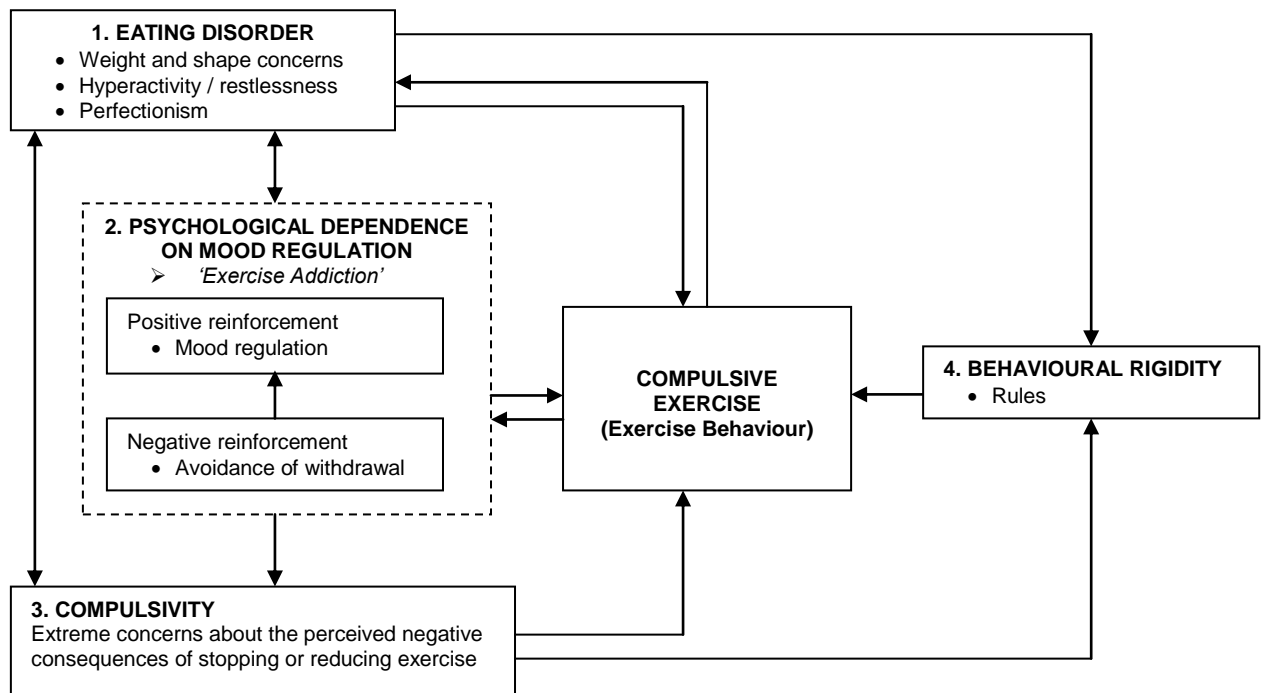 1. EATING DISORDER
• Weight and shape concerns
• Hyperactivity / restlessness
• Perfectionism
2. PSYCHOLOGICAL DEPENDENCE
ON MOOD REGULATION
➢ ‘Exercise Addiction’
Positive reinforcement
• Mood regulation
Negative reinforcement
• Avoidance of withdrawal
COMPULSIVE
EXERCISE
(Exercise Behaviour)
4. BEHAVIOURAL RIGIDITY
• Rules
3. COMPULSIVITY
Extreme concerns about the perceived negative
consequences of stopping or reducing exercise